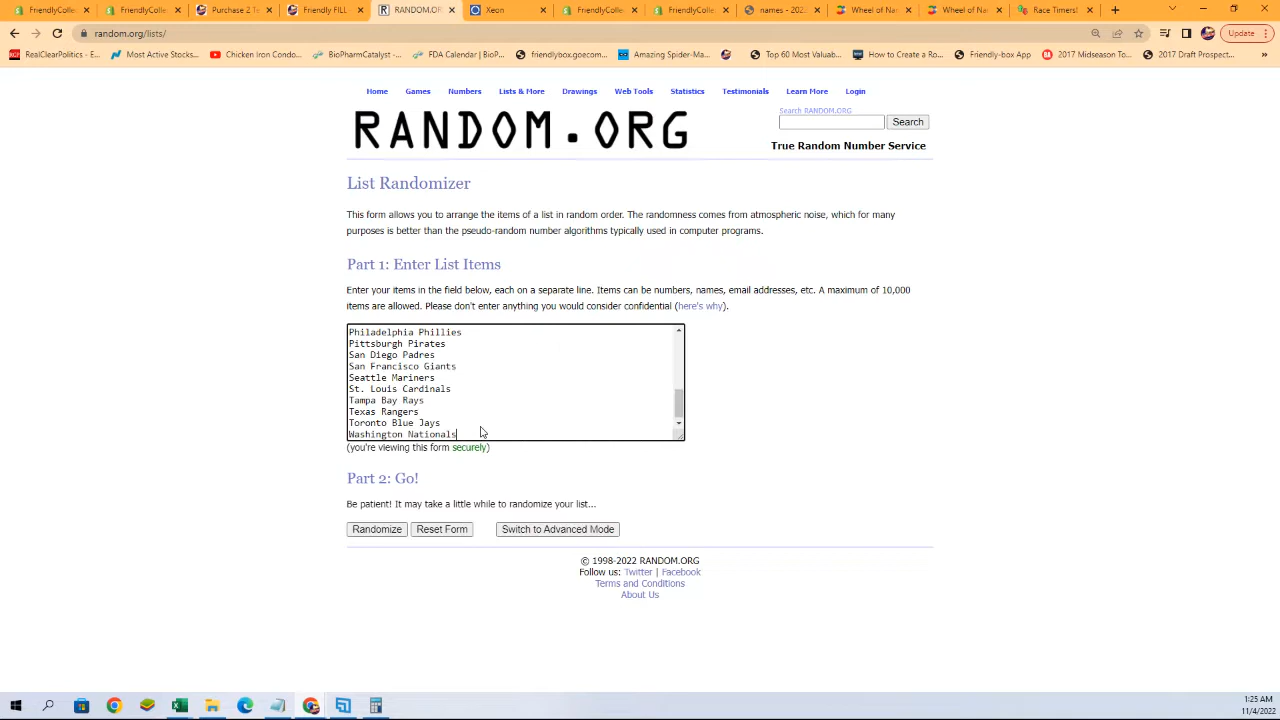 FriendlyCollec
FriendlyCollec
Purchase 2 Te
Friendly FILL-
RANDOM.OR
Xeon
FriendlyCollec
FriendlyCollec
names - 202
Wheel of Nar
Wheel of Nar
Race Timers!
random.org/lists/
Update
RealClearPolitics - E...
Most Active Stocks...
Chicken Iron Condo...
BioPharmCatalyst -...
FDA Calendar | BioP...
friendlybox.goecom...
Amazing Spider-Ma...
Top 60 Most Valuab...
How to Create a Ro...
Friendly-box App
2017 Midseason To...
2017 Draft Prospect...
Home Games Numbers Lists & More Drawings Web Tools Statistics Testimonials Learn More Login
Search RANDOM.ORG
RANDOM.ORG
Search
True Random Number Service
List Randomizer
This form allows you to arrange the items of a list in random order. The randomness comes from atmospheric noise, which for many
purposes is better than the pseudo-random number algorithms typically used in computer programs.
Part 1: Enter List Items
Enter your items in the field below, each on a separate line. Items can be numbers, names, email addresses, etc. A maximum of 10,000
items are allowed. Please don't enter anything you would consider confidential (here's why).
Philadelphia Phillies
Pittsburgh Pirates
San Diego Padres
San Francisco Giants
Seattle Mariners
St. Louis Cardinals
Tampa Bay Rays
Texas Rangers
Toronto Blue Jays
Washington Nationals
(you're viewing this form securely)
Part 2: Go!
Be patient! It may take a little while to randomize your list...
Randomize Reset Form Switch to Advanced Mode
© 1998-2022 RANDOM.ORG
Follow us: Twitter | Facebook
Terms and Conditions
About Us
1:25 AM
11/4/2022